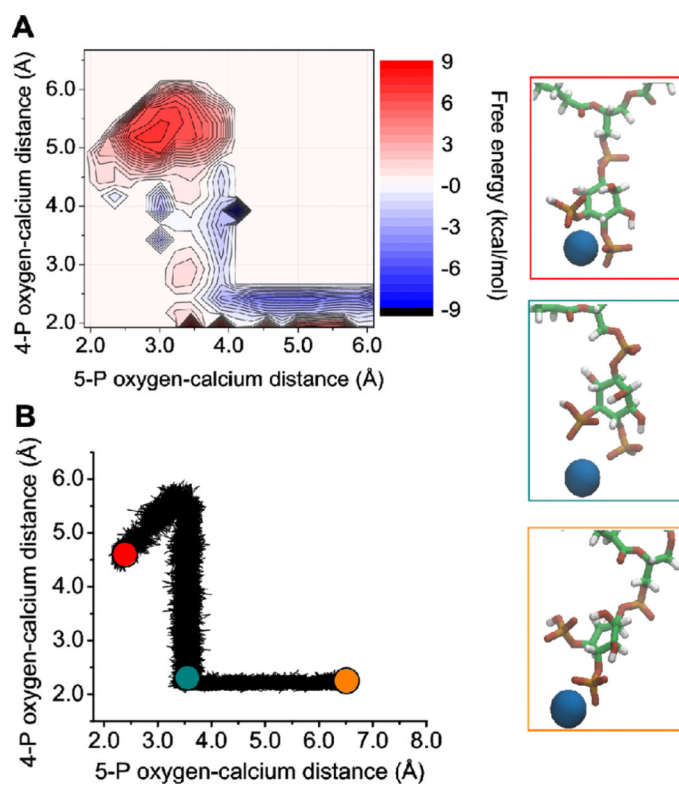 A
4-P oxygen-calcium distance (Å)
6.0
5.0
4.0
3.0
2.0
2.0 3.0 4.0 5.0 6.0
5-P oxygen-calcium distance (Å)
9
6
3
-0
-3
-6
-9
Free energy (kcal/mol)
B
4-P oxygen-calcium distance (Å)
6.0
5.0
4.0
3.0
2.0
2.0 3.0 4.0 5.0 6.0 7.0 8.0
5-P oxygen-calcium distance (Å)